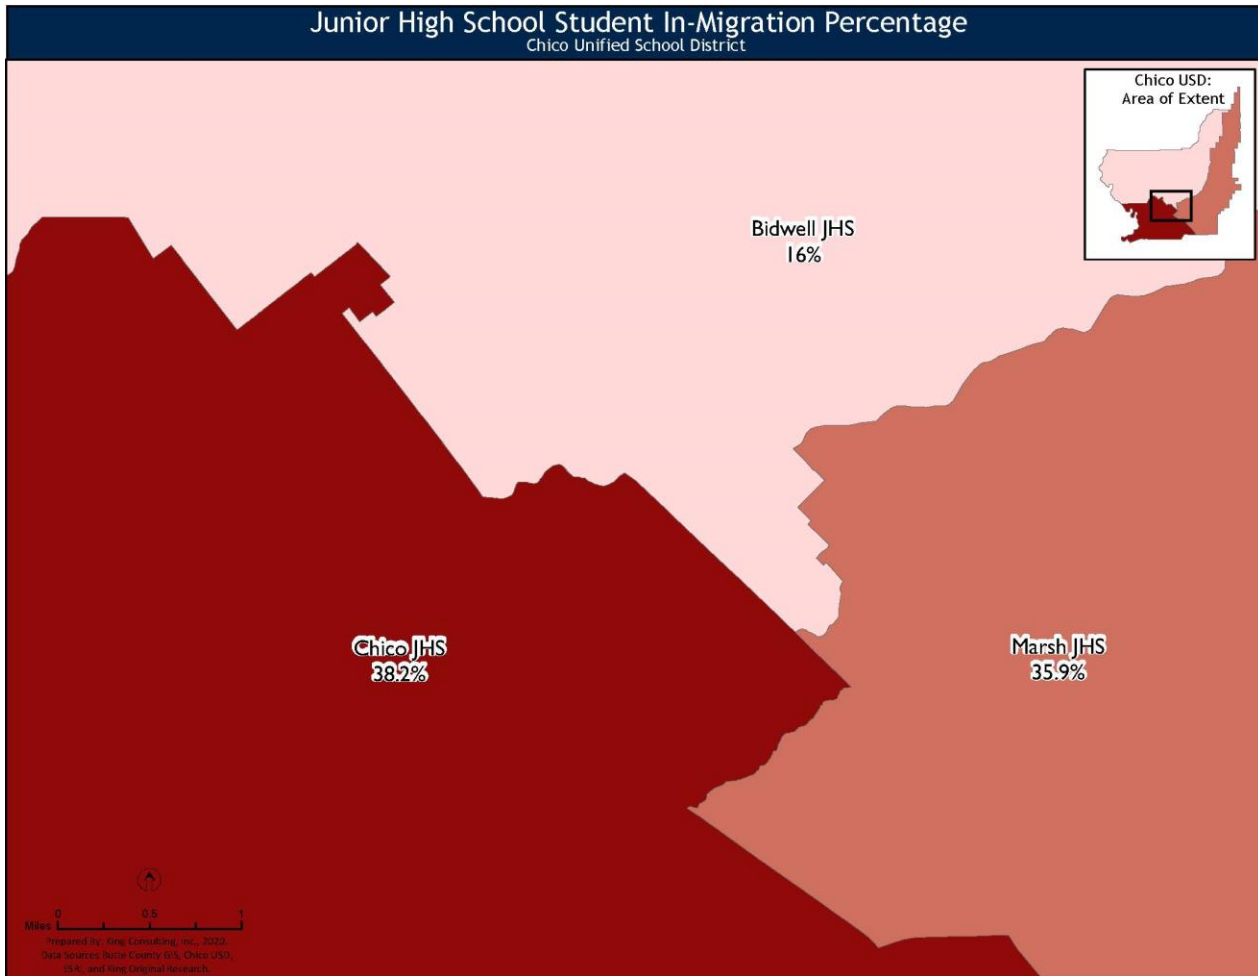 Junior High School Student In-Migration Percentage
Chico Unified School District
Chico USD:
Area of Extent
Bidwell JHS
16%
Chico JHS
38.2%
Marsh JHS
35.9%
0 0.5 1
Miles
Prepared By: King Consulting, Inc., 2020.
Data Sources: Butte County GIS, Chico USD,
ESRI, and King Original Research.